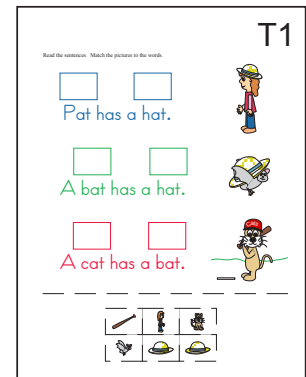 T1
Read the sentences. Match the pictures to the words.
Pat has a hat.
A bat has a hat.
A cat has a bat.